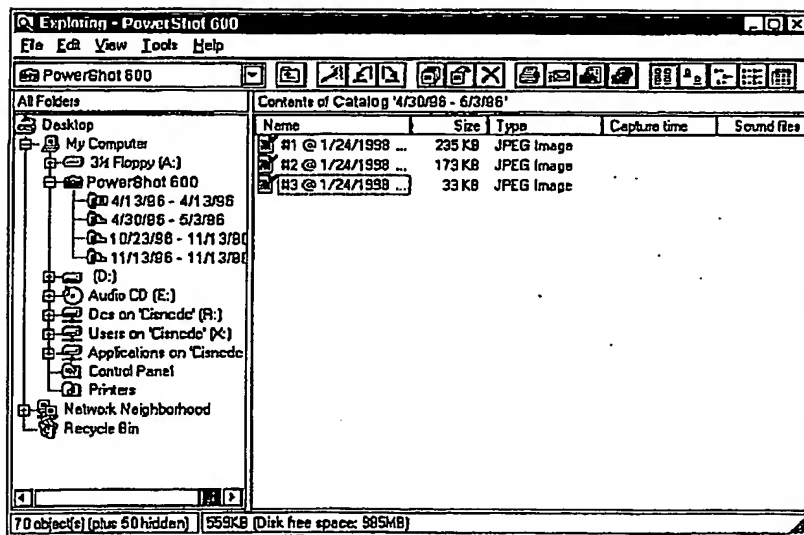 Exploring - PowerShot 600
File Edit View Tools Help
PowerShot 600
All Folders
Contents of Catalog '4/30/96 - 5/3/96'
Name Size Type Capture time Sound files
Desktop
My Computer
3½ Floppy (A:)
PowerShot 600
4/13/96 - 4/13/96
4/30/96 - 5/3/96
10/23/96 - 11/13/96
11/13/96 - 11/13/96
(D:)
Audio CD (E:)
Dcs on 'Cisnede' (R:)
Users on 'Cisnede' (X:)
Applications on 'Cisnede
Control Panel
Printers
Network Neighborhood
Recycle Bin
#1 @ 1/24/1998 ... 235 KB JPEG Image
#2 @ 1/24/1998 ... 173 KB JPEG Image
#3 @ 1/24/1998 ... 33 KB JPEG Image
70 object(s) (plus 50 hidden) 559KB (Disk free space: 985MB)